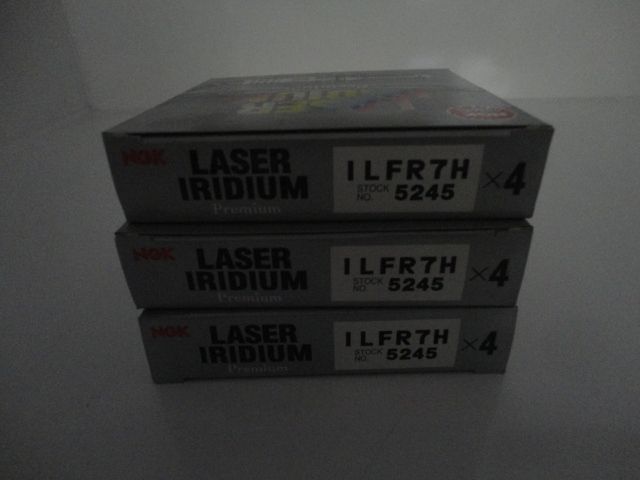 LASER
NGK LASER ILFR7H ×4
IRIDIUM STOCK NO. 5245
Premium
NGK LASER ILFR7H ×4
IRIDIUM STOCK NO. 5245
Premium
NGK LASER ILFR7H ×4
IRIDIUM STOCK NO. 5245
Premium